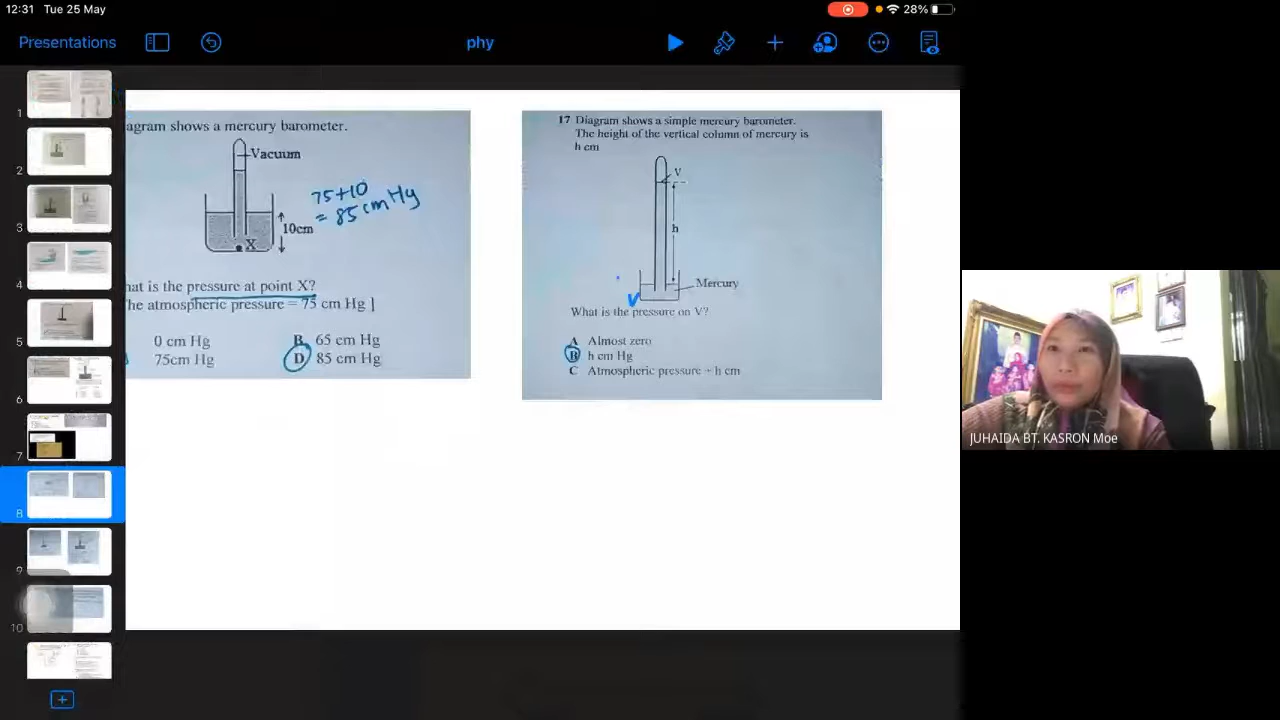 12:31 Tue 25 May
28%
Presentations
phy
1
2
3
4
5
6
7
8
9
10
agram shows a mercury barometer.
Vacuum
75+10
= 85 cm Hg
10cm
X
hat is the pressure at point X?
he atmospheric pressure = 75 cm Hg ]
0 cm Hg
B. 65 cm Hg
75cm Hg
D 85 cm Hg
17 Diagram shows a simple mercury barometer.
The height of the vertical column of mercury is
h cm
V
h
Mercury
V
What is the pressure on V?
A Almost zero
B h cm Hg
C Atmospheric pressure + h cm
JUHAIDA BT. KASRON Moe